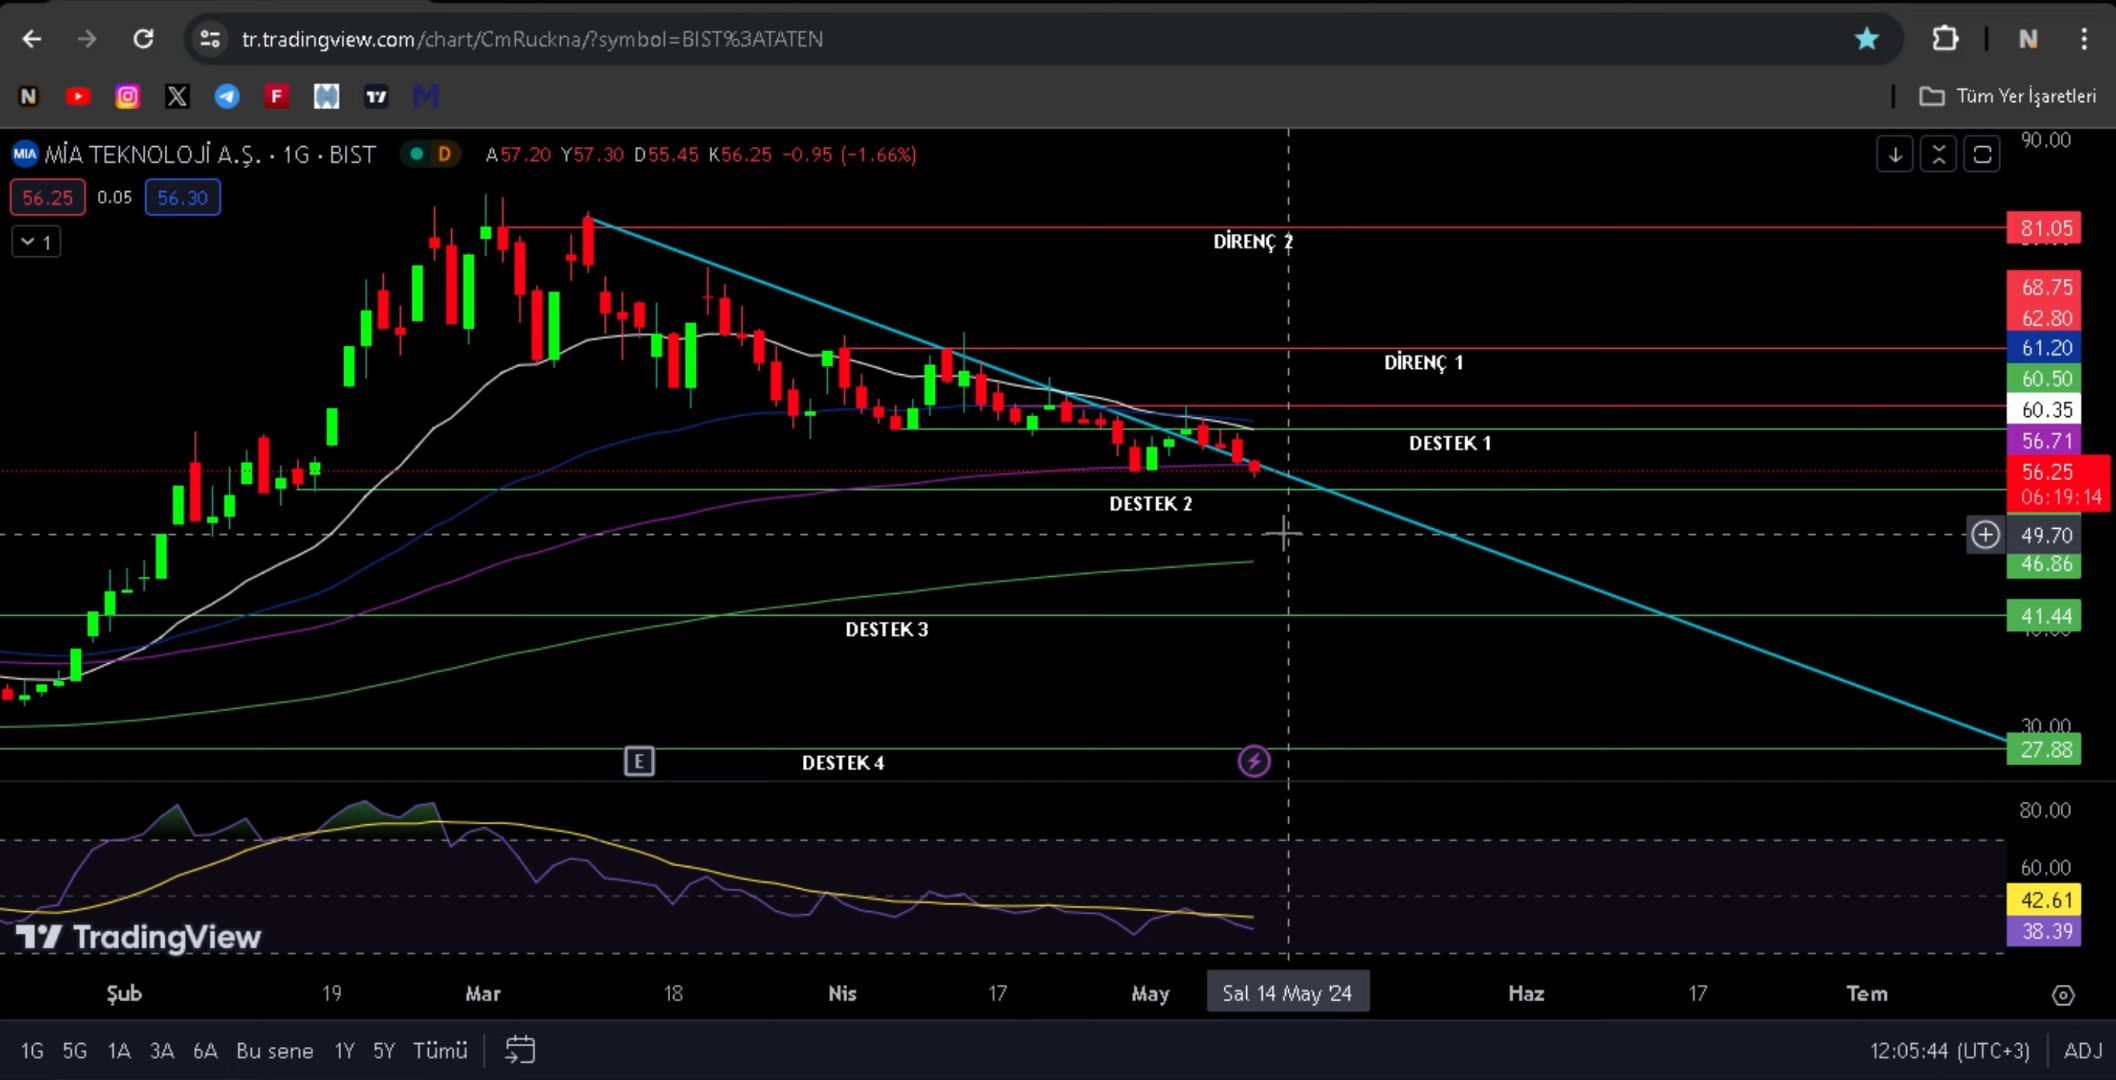 tr.tradingview.com/chart/CmRuckna/?symbol=BIST%3ATATEN
N
N
X
F
M
Tüm Yer İşaretleri
MIA MİA TEKNOLOJİ A.Ş. · 1G · BIST D A57.20 Y57.30 D55.45 K56.25 −0.95 (−1.66%)
56.25 0.05 56.30
1
90.00
DİRENÇ 2
81.05
68.75
62.80
DİRENÇ 1
61.20
60.50
60.35
DESTEK 1
56.71
56.25
06:19:14
DESTEK 2
49.70
46.86
DESTEK 3
41.44
30.00
DESTEK 4
E
27.88
80.00
60.00
42.61
38.39
TradingView
Şub 19 Mar 18 Nis 17 May Sal 14 May '24 Haz 17 Tem
1G 5G 1A 3A 6A Bu sene 1Y 5Y Tümü
12:05:44 (UTC+3) ADJ